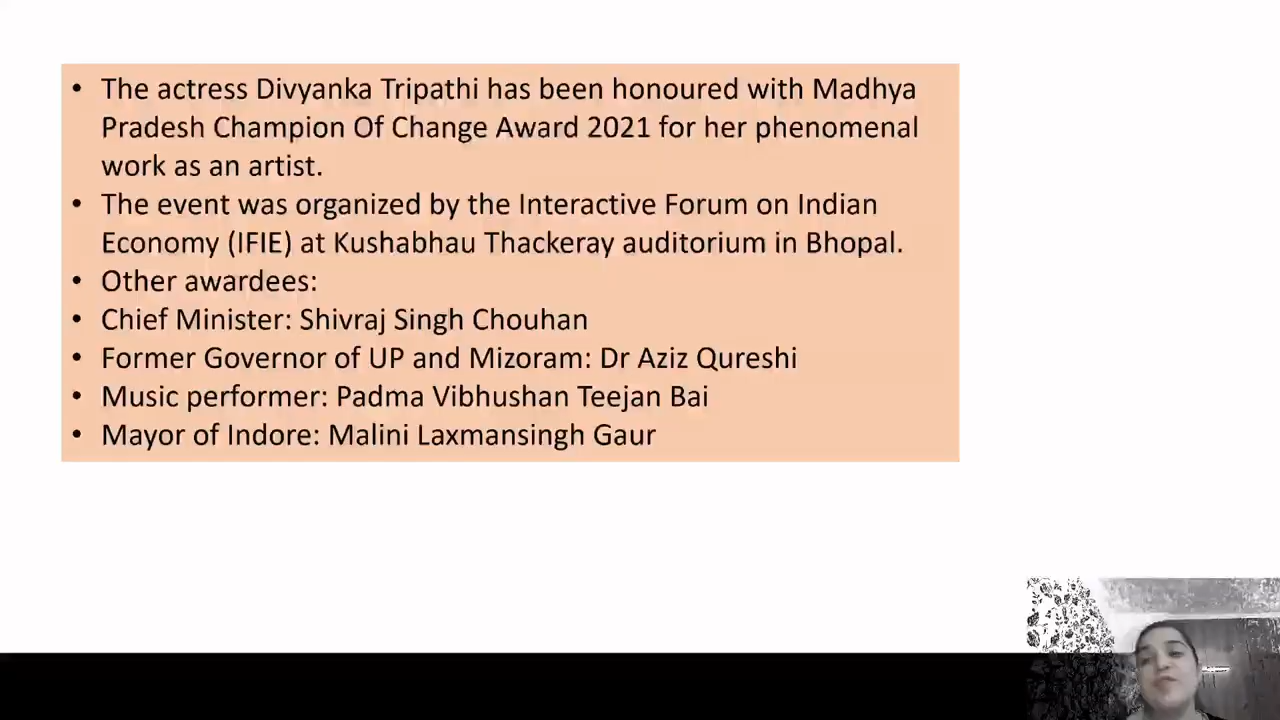 • The actress Divyanka Tripathi has been honoured with Madhya
Pradesh Champion Of Change Award 2021 for her phenomenal
work as an artist.
• The event was organized by the Interactive Forum on Indian
Economy (IFIE) at Kushabhau Thackeray auditorium in Bhopal.
• Other awardees:
• Chief Minister: Shivraj Singh Chouhan
• Former Governor of UP and Mizoram: Dr Aziz Qureshi
• Music performer: Padma Vibhushan Teejan Bai
• Mayor of Indore: Malini Laxmansingh Gaur